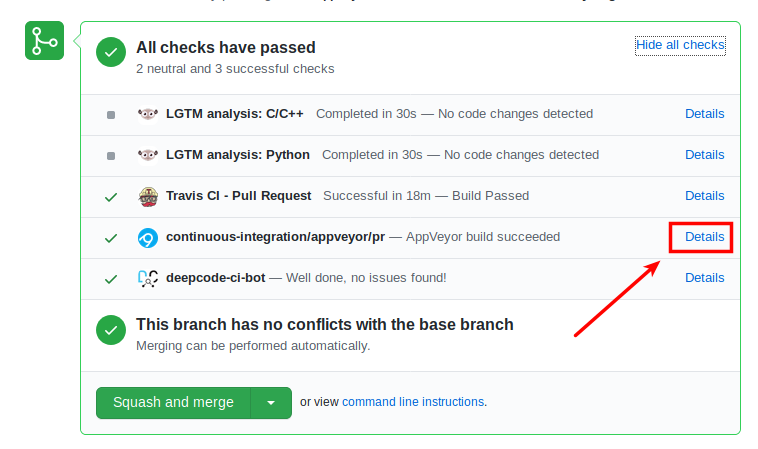 All checks have passed
Hide all checks
2 neutral and 3 successful checks
LGTM analysis: C/C++ Completed in 30s — No code changes detected Details
LGTM analysis: Python Completed in 30s — No code changes detected Details
Travis CI - Pull Request Successful in 18m — Build Passed Details
continuous-integration/appveyor/pr — AppVeyor build succeeded Details
deepcode-ci-bot — Well done, no issues found! Details
This branch has no conflicts with the base branch
Merging can be performed automatically.
Squash and merge or view command line instructions.